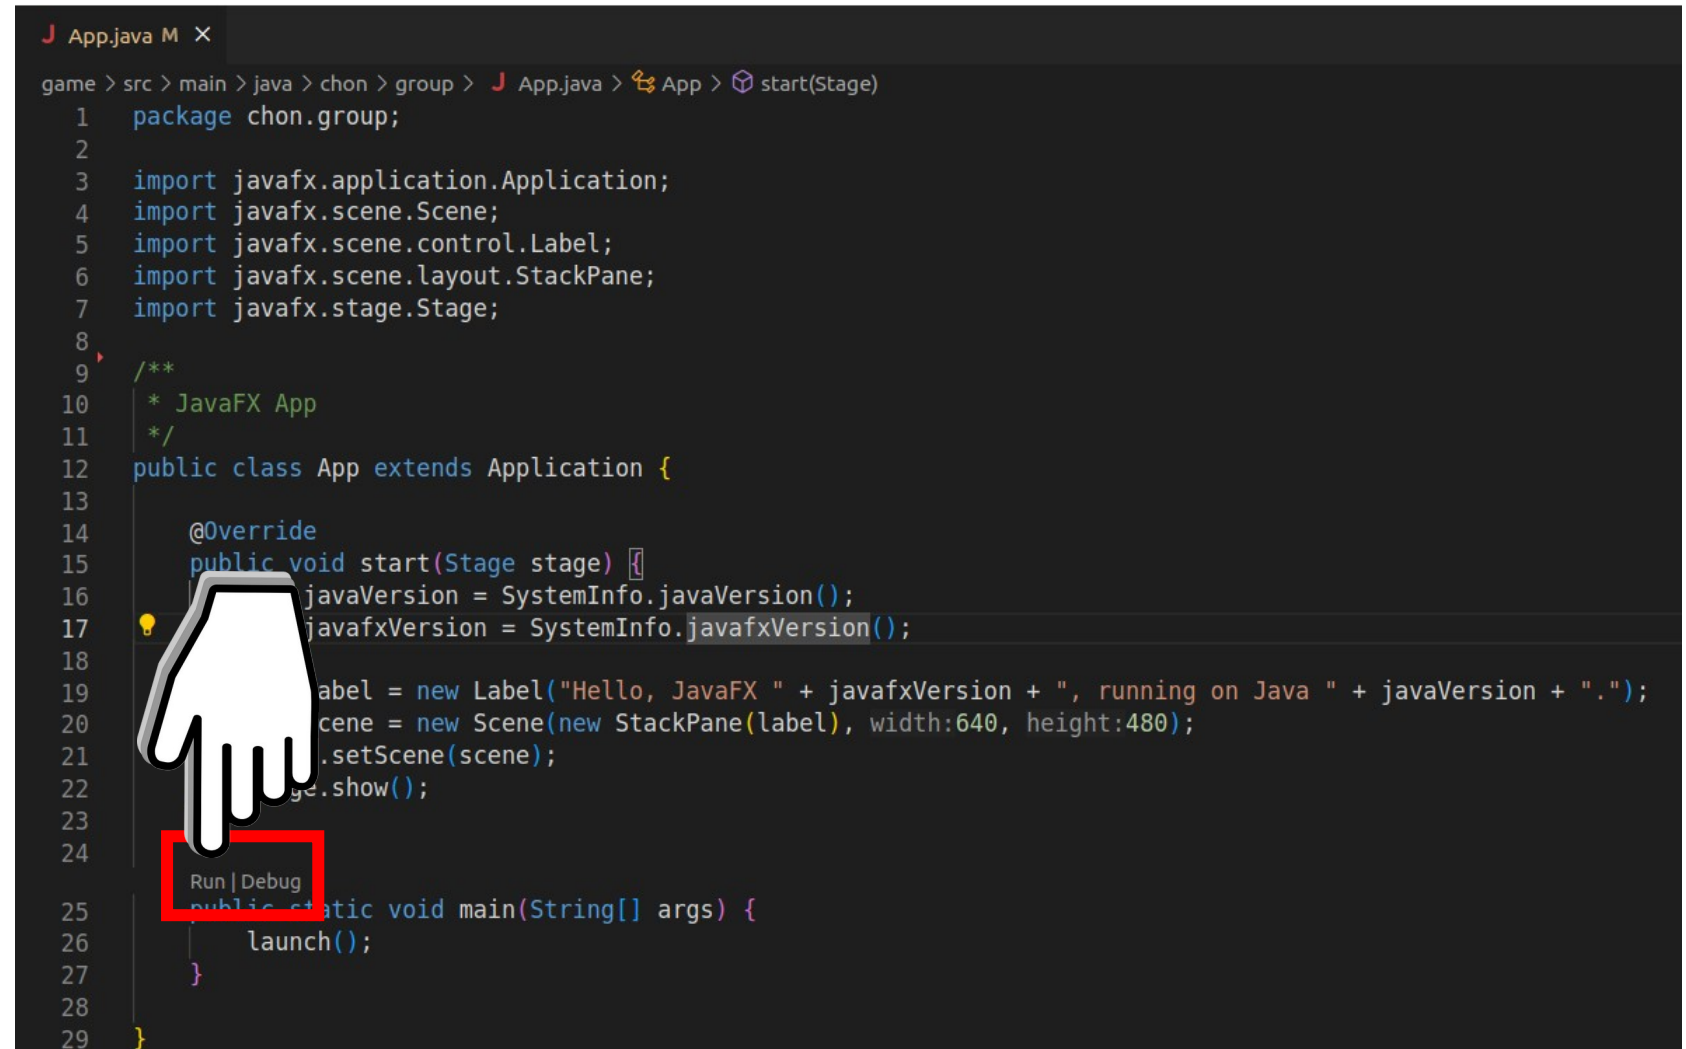 J App.java M ×
game > src > main > java > chon > group > J App.java > App > start(Stage)
1 package chon.group;
2
3 import javafx.application.Application;
4 import javafx.scene.Scene;
5 import javafx.scene.control.Label;
6 import javafx.scene.layout.StackPane;
7 import javafx.stage.Stage;
8
9 /**
10 * JavaFX App
11 */
12 public class App extends Application {
13
14 @Override
15 public void start(Stage stage) {
16 javaVersion = SystemInfo.javaVersion();
17 javafxVersion = SystemInfo.javafxVersion();
18
19 abel = new Label("Hello, JavaFX " + javafxVersion + ", running on Java " + javaVersion + ".");
20 cene = new Scene(new StackPane(label), width:640, height:480);
21 .setScene(scene);
22 ge.show();
23
24
Run | Debug
25 public static void main(String[] args) {
26 launch();
27 }
28
29 }